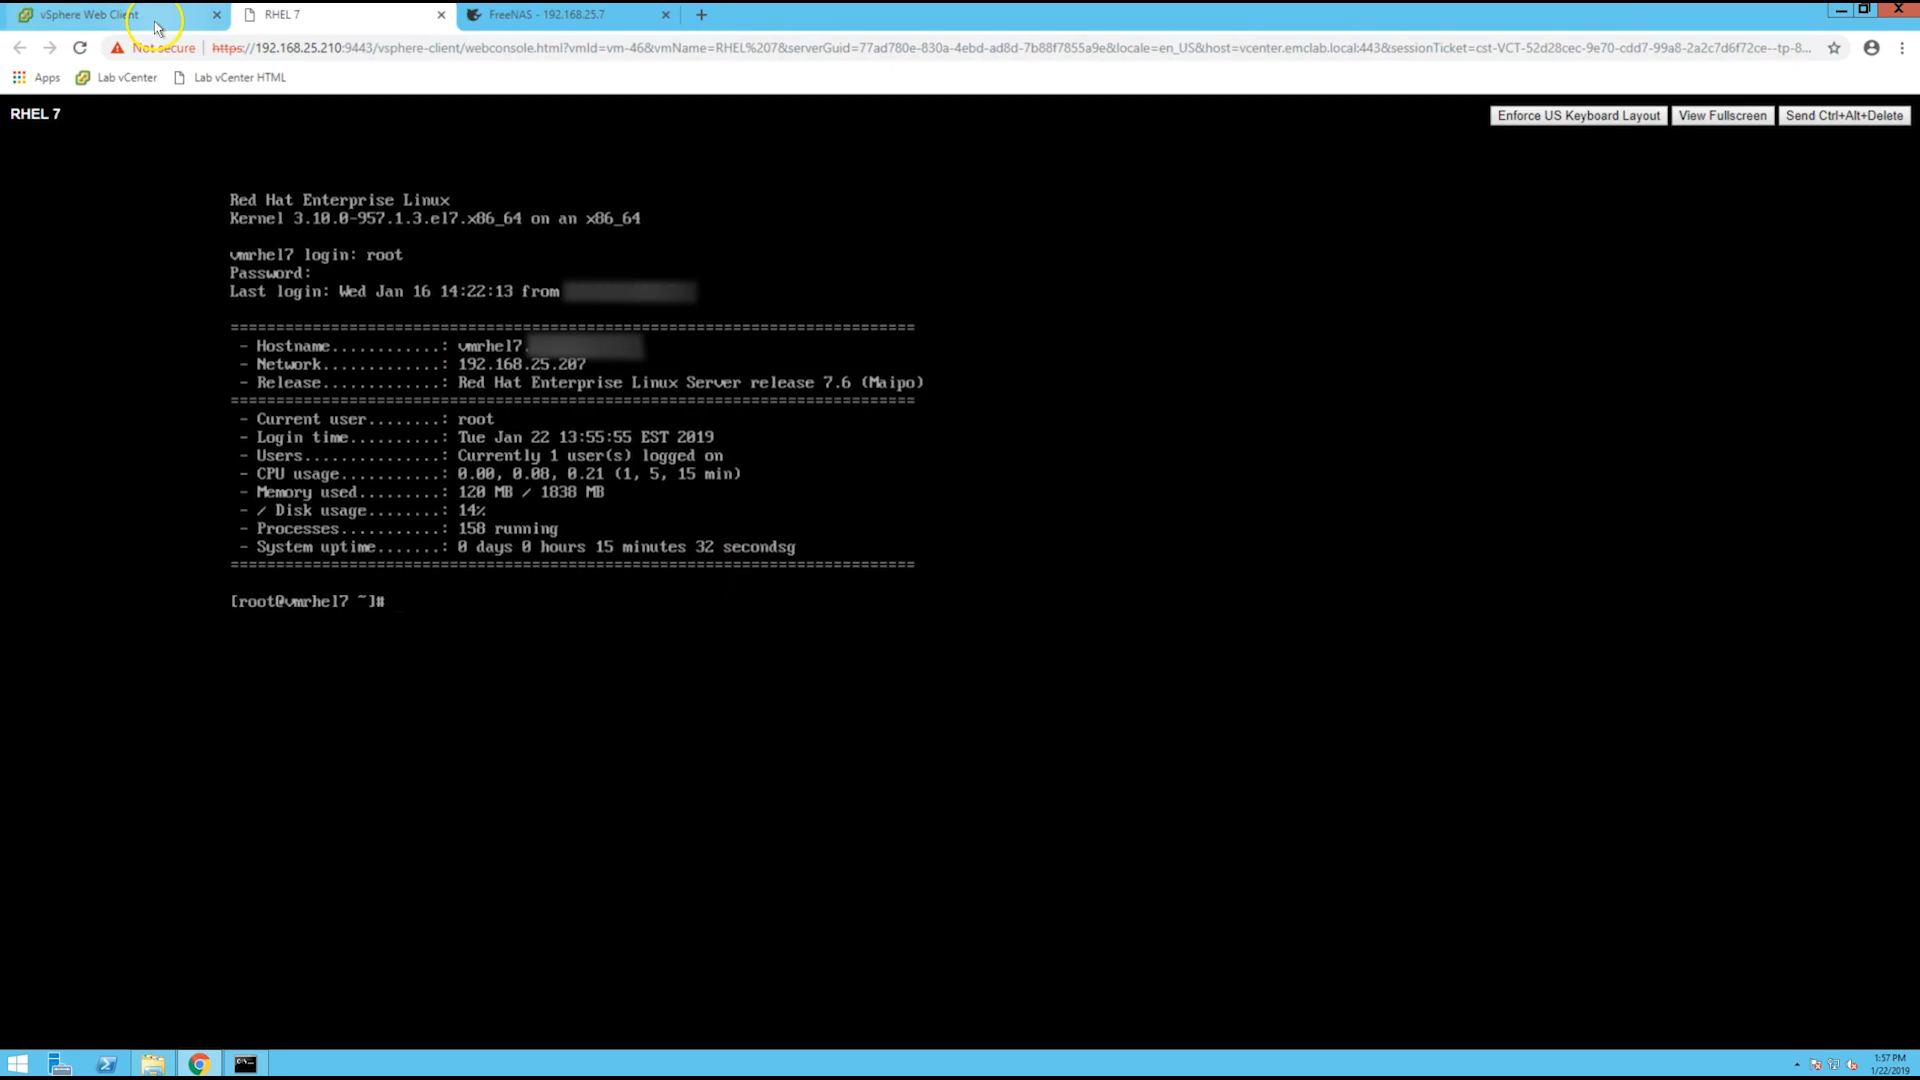 vSphere Web Client
RHEL 7
FreeNAS - 192.168.25.7
Not secure | https://192.168.25.210:9443/vsphere-client/webconsole.html?vmId=vm-46&vmName=RHEL%207&serverGuid=77ad780e-830a-4ebd-ad8d-7b88f7855a9e&locale=en_US&host=vcenter.emclab.local:443&sessionTicket=cst-VCT-52d28cec-9e70-cdd7-99a8-2a2c7d6f72ce--tp-8...
Apps
Lab vCenter
Lab vCenter HTML
RHEL 7
Enforce US Keyboard Layout
View Fullscreen
Send Ctrl+Alt+Delete
Red Hat Enterprise Linux
Kernel 3.10.0-957.1.3.el7.x86_64 on an x86_64
vmrhel7 login: root
Password:
Last login: Wed Jan 16 14:22:13 from
===========================================================================
- Hostname............: vmrhel7.
- Network.............: 192.168.25.207
- Release.............: Red Hat Enterprise Linux Server release 7.6 (Maipo)
===========================================================================
- Current user........: root
- Login time..........: Tue Jan 22 13:55:55 EST 2019
- Users...............: Currently 1 user(s) logged on
- CPU usage...........: 0.00, 0.08, 0.21 (1, 5, 15 min)
- Memory used.........: 120 MB / 1838 MB
- / Disk usage........: 14%
- Processes...........: 158 running
- System uptime.......: 0 days 0 hours 15 minutes 32 secondsg
===========================================================================
[root@vmrhel7 ~]#
1:57 PM
1/22/2019